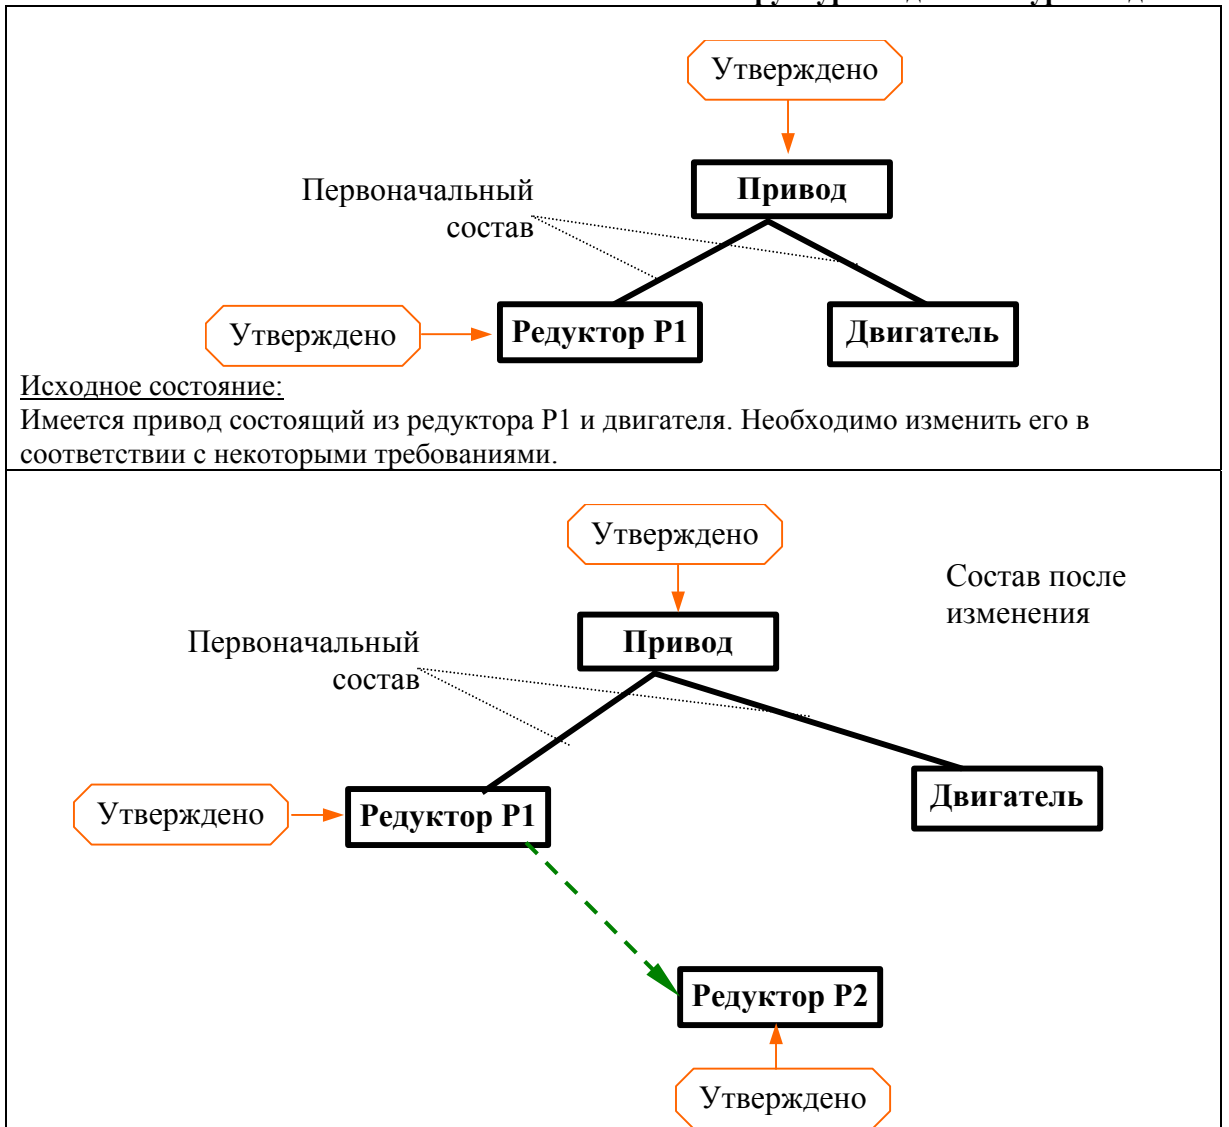 Утверждено
Привод
Первоначальный
состав
Утверждено
Редуктор Р1
Двигатель
Исходное состояние:
Имеется привод состоящий из редуктора Р1 и двигателя. Необходимо изменить его в
соответствии с некоторыми требованиями.
Утверждено
Состав после
изменения
Привод
Первоначальный
состав
Утверждено
Редуктор Р1
Двигатель
Редуктор Р2
Утверждено